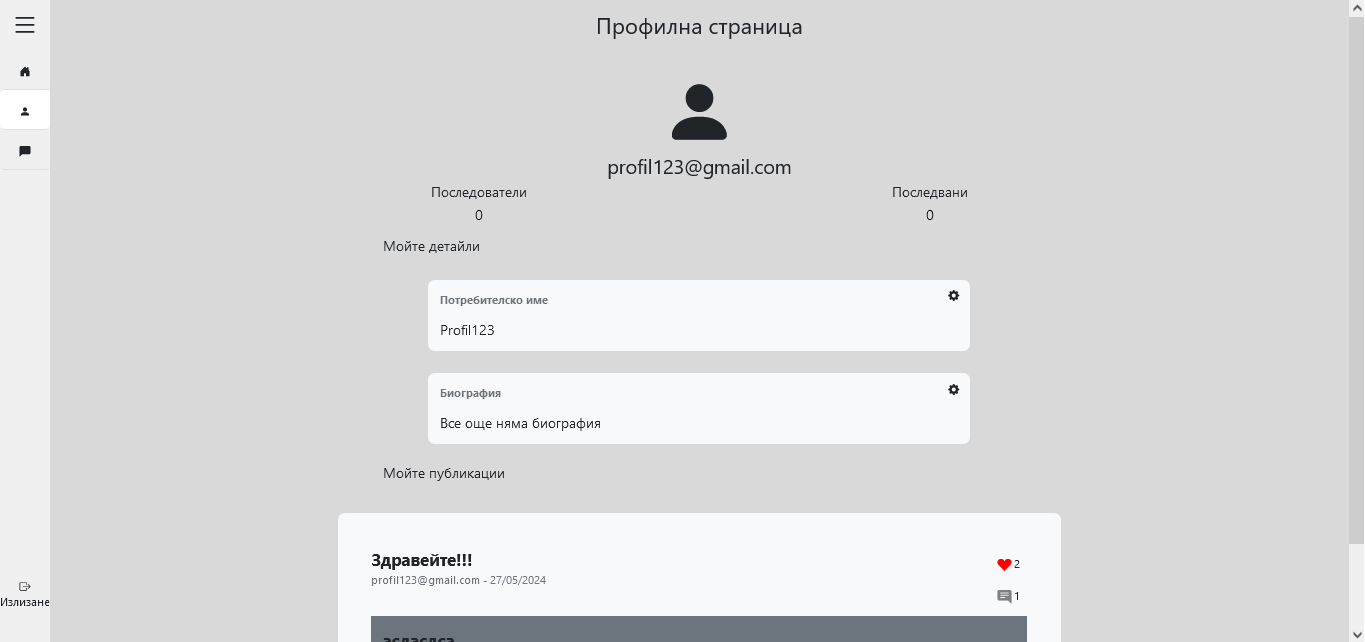 Профилна страница
profil123@gmail.com
Последователи
0
Последвани
0
Мойте детайли
Потребителско име
Profil123
Биография
Все още няма биография
Мойте публикации
Здравейте!!!
profil123@gmail.com - 27/05/2024
2
1
Излизане